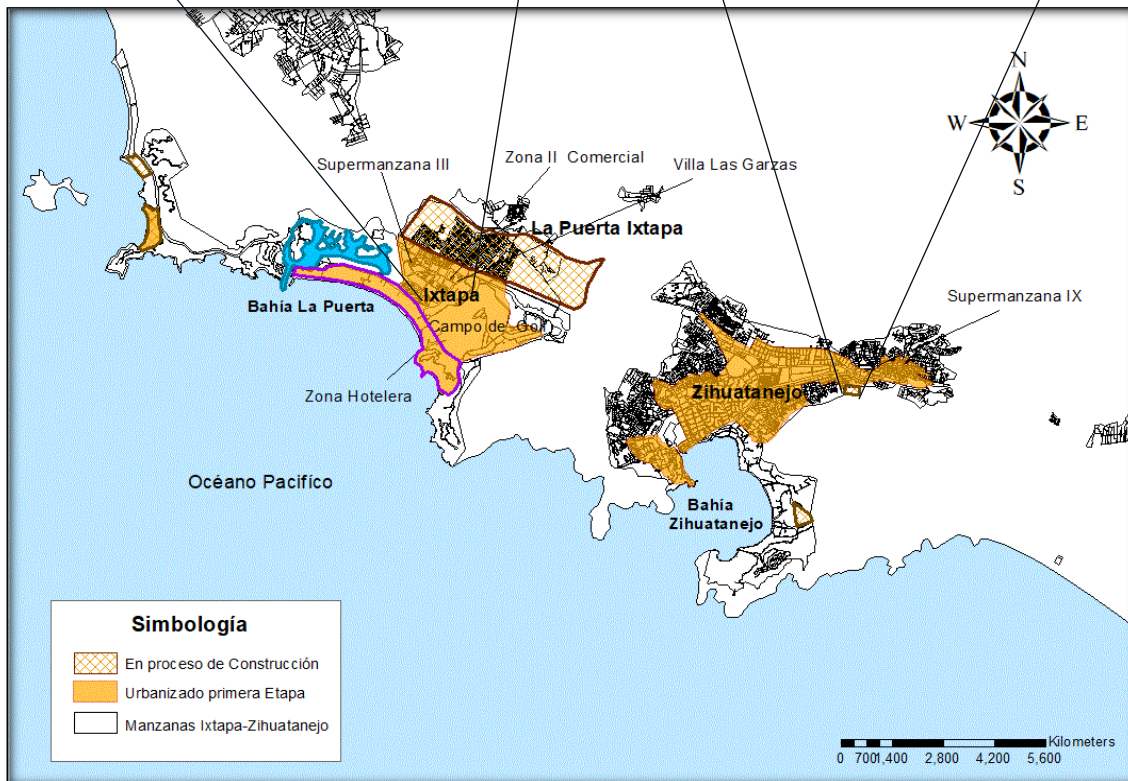 N
W E
S
Supermanzana III
Zona II Comercial
Villa Las Garzas
La Puerta Ixtapa
Ixtapa
Bahía La Puerta
Campo de Golf
Supermanzana IX
Zona Hotelera
Zihuatanejo
Océano Pacifíco
Bahía
Zihuatanejo
Simbología
En proceso de Construcción
Urbanizado primera Etapa
Manzanas Ixtapa-Zihuatanejo
Kilometers
0 700 1,400 2,800 4,200 5,600